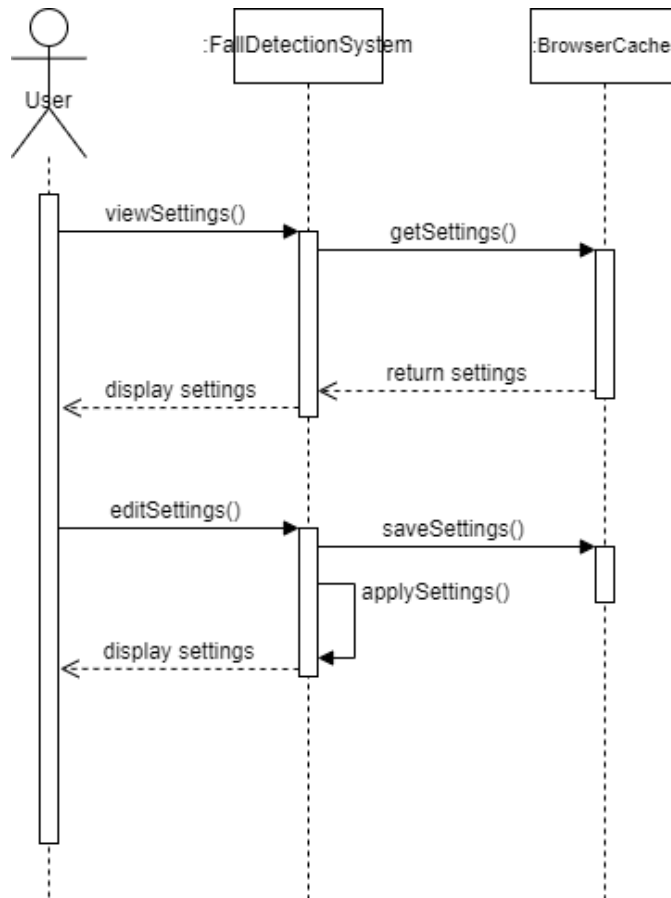 :FallDetectionSystem
:BrowserCache
User
viewSettings()
getSettings()
return settings
display settings
editSettings()
saveSettings()
applySettings()
display settings